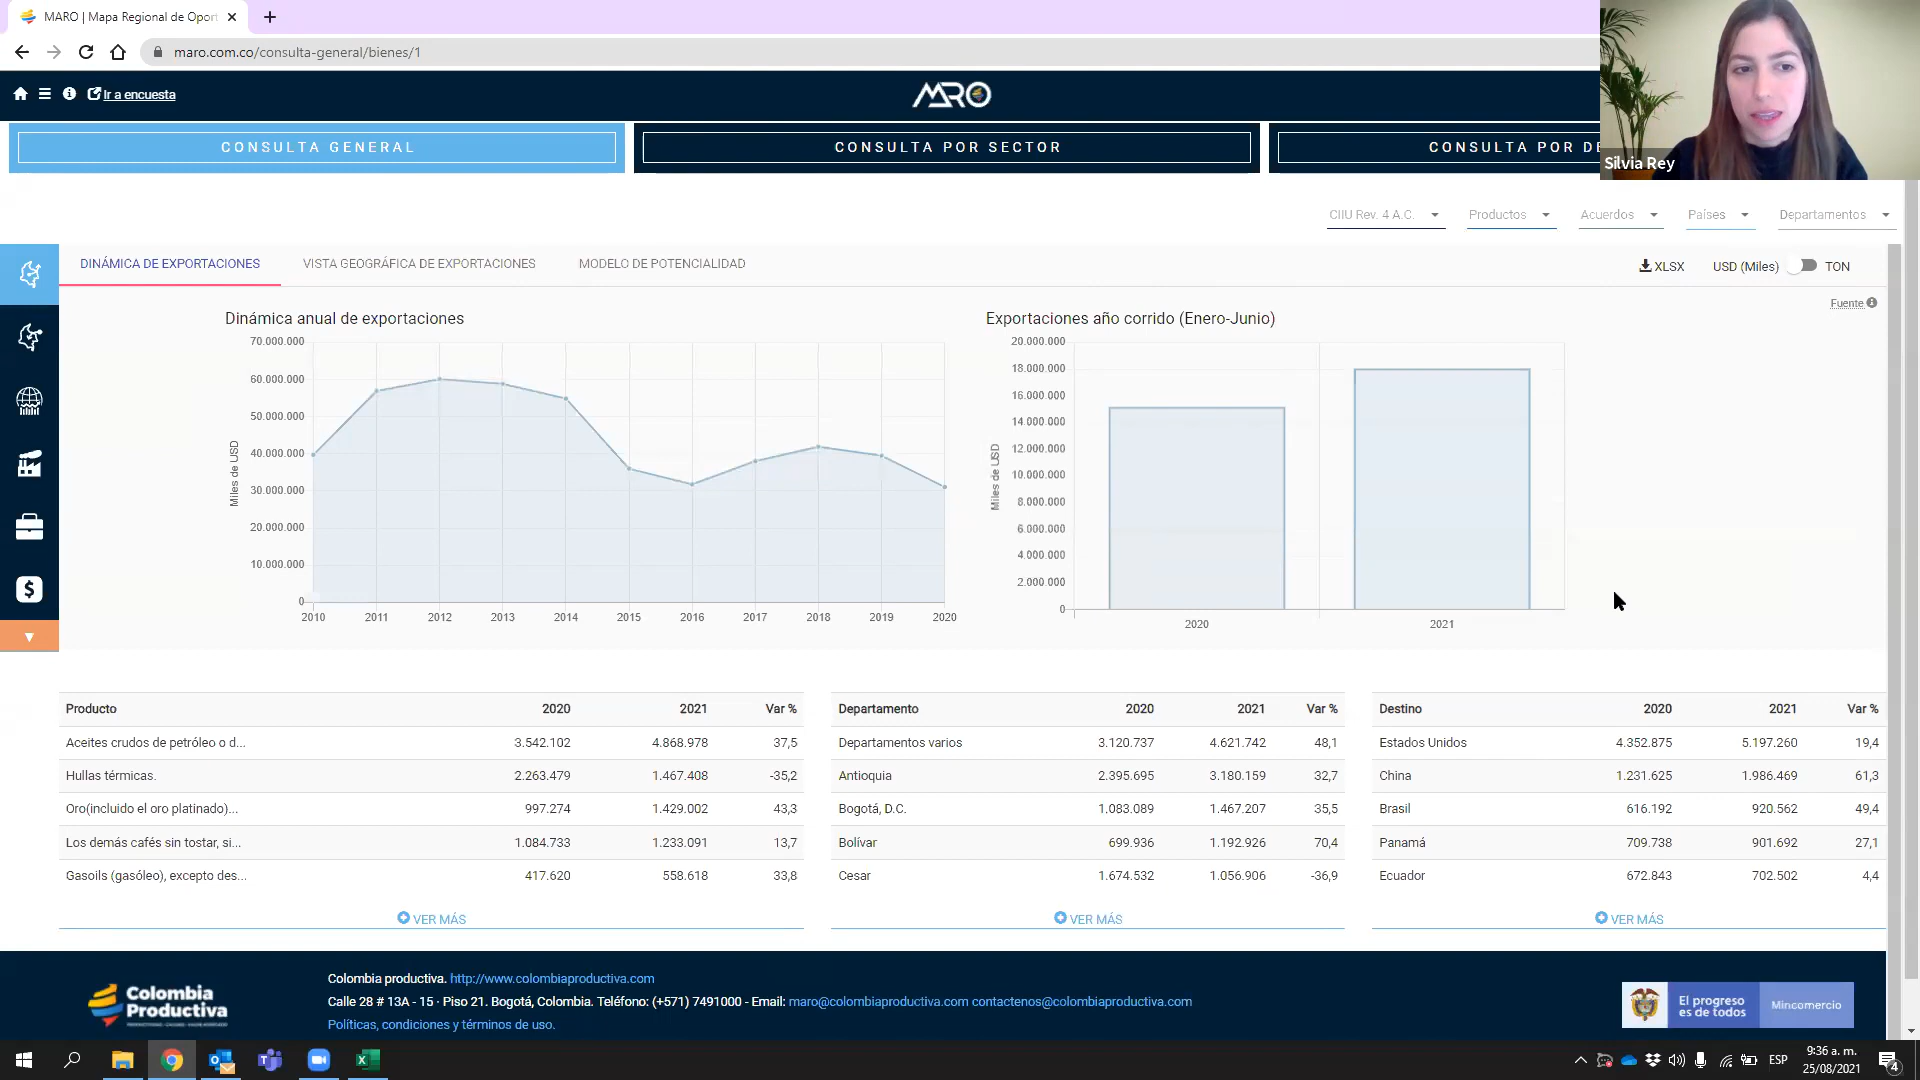 MARO | Mapa Regional de Oport
maro.com.co/consulta-general/bienes/1
Ir a encuesta
MRO
CONSULTA GENERAL
CONSULTA POR SECTOR
CONSULTA POR DE
Silvia Rey
CIIU Rev. 4 A.C.
Productos
Acuerdos
Países
Departamentos
DINÁMICA DE EXPORTACIONES
VISTA GEOGRÁFICA DE EXPORTACIONES
MODELO DE POTENCIALIDAD
XLSX
USD (Miles)
TON
Fuente
Dinámica anual de exportaciones
70.000.000
60.000.000
50.000.000
40.000.000
30.000.000
20.000.000
10.000.000
0
Miles de USD
2010 2011 2012 2013 2014 2015 2016 2017 2018 2019 2020
Exportaciones año corrido (Enero-Junio)
20.000.000
18.000.000
16.000.000
14.000.000
12.000.000
10.000.000
8.000.000
6.000.000
4.000.000
2.000.000
0
Miles de USD
2020 2021
Producto 2020 2021 Var %
Aceites crudos de petróleo o d... 3.542.102 4.868.978 37,5
Hullas térmicas. 2.263.479 1.467.408 -35,2
Oro(incluido el oro platinado)... 997.274 1.429.002 43,3
Los demás cafés sin tostar, si... 1.084.733 1.233.091 13,7
Gasoils (gasóleo), excepto des... 417.620 558.618 33,8
VER MÁS
Departamento 2020 2021 Var %
Departamentos varios 3.120.737 4.621.742 48,1
Antioquia 2.395.695 3.180.159 32,7
Bogotá, D.C. 1.083.089 1.467.207 35,5
Bolívar 699.936 1.192.926 70,4
Cesar 1.674.532 1.056.906 -36,9
VER MÁS
Destino 2020 2021 Var %
Estados Unidos 4.352.875 5.197.260 19,4
China 1.231.625 1.986.469 61,3
Brasil 616.192 920.562 49,4
Panamá 709.738 901.692 27,1
Ecuador 672.843 702.502 4,4
VER MÁS
Colombia
Productiva
Colombia productiva. http://www.colombiaproductiva.com
Calle 28 # 13A - 15 · Piso 21. Bogotá, Colombia. Teléfono: (+571) 7491000 - Email: maro@colombiaproductiva.com contactenos@colombiaproductiva.com
Políticas, condiciones y términos de uso.
El progreso
es de todos
Mincomercio
ESP
9:36 a. m.
25/08/2021
4